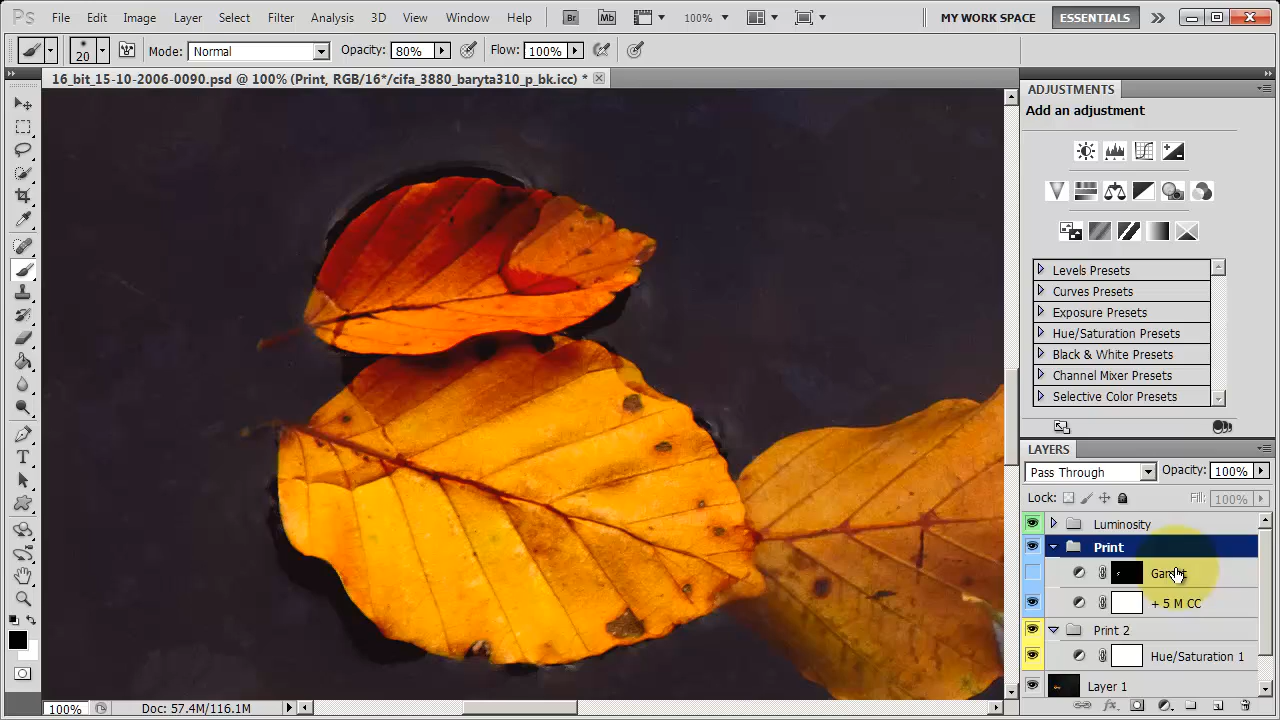 Ps File Edit Image Layer Select Filter Analysis 3D View Window Help Br Mb 100% MY WORK SPACE ESSENTIALS
20 Mode: Normal Opacity: 80% Flow: 100%
16_bit_15-10-2006-0090.psd @ 100% (Print, RGB/16*/cifa_3880_baryta310_p_bk.icc) *
ADJUSTMENTS
Add an adjustment
Levels Presets
Curves Presets
Exposure Presets
Hue/Saturation Presets
Black & White Presets
Channel Mixer Presets
Selective Color Presets
LAYERS
Pass Through Opacity: 100%
Lock: Fill: 100%
Luminosity
Print
+ 5 M CC
Print 2
Hue/Saturation 1
Layer 1
100% Doc: 57.4M/116.1M